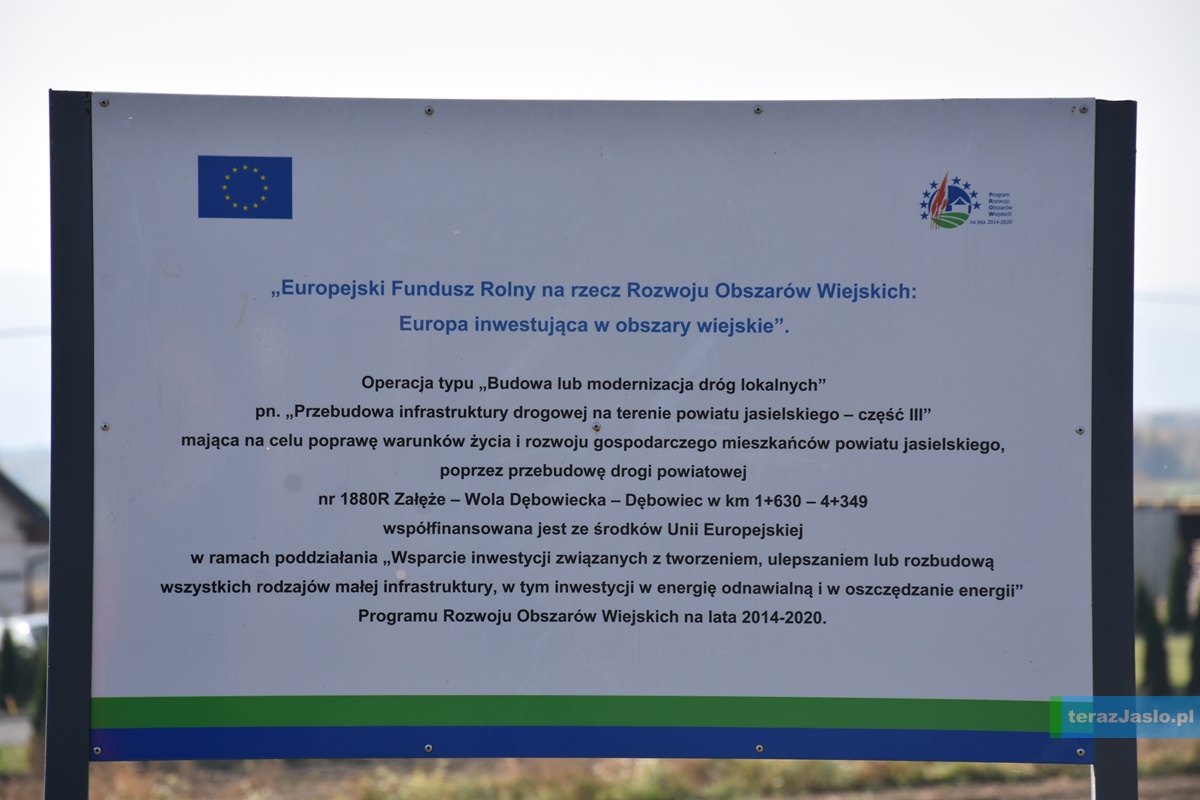 Program
Rozwoju
Obszarów
Wiejskich
na lata 2014-2020
„Europejski Fundusz Rolny na rzecz Rozwoju Obszarów Wiejskich:
Europa inwestująca w obszary wiejskie”.
Operacja typu „Budowa lub modernizacja dróg lokalnych”
pn. „Przebudowa infrastruktury drogowej na terenie powiatu jasielskiego – część III”
mająca na celu poprawę warunków życia i rozwoju gospodarczego mieszkańców powiatu jasielskiego,
poprzez przebudowę drogi powiatowej
nr 1880R Załęże – Wola Dębowiecka – Dębowiec w km 1+630 – 4+349
współfinansowana jest ze środków Unii Europejskiej
w ramach poddziałania „Wsparcie inwestycji związanych z tworzeniem, ulepszaniem lub rozbudową
wszystkich rodzajów małej infrastruktury, w tym inwestycji w energię odnawialną i w oszczędzanie energii”
Programu Rozwoju Obszarów Wiejskich na lata 2014-2020.
terazJaslo.pl